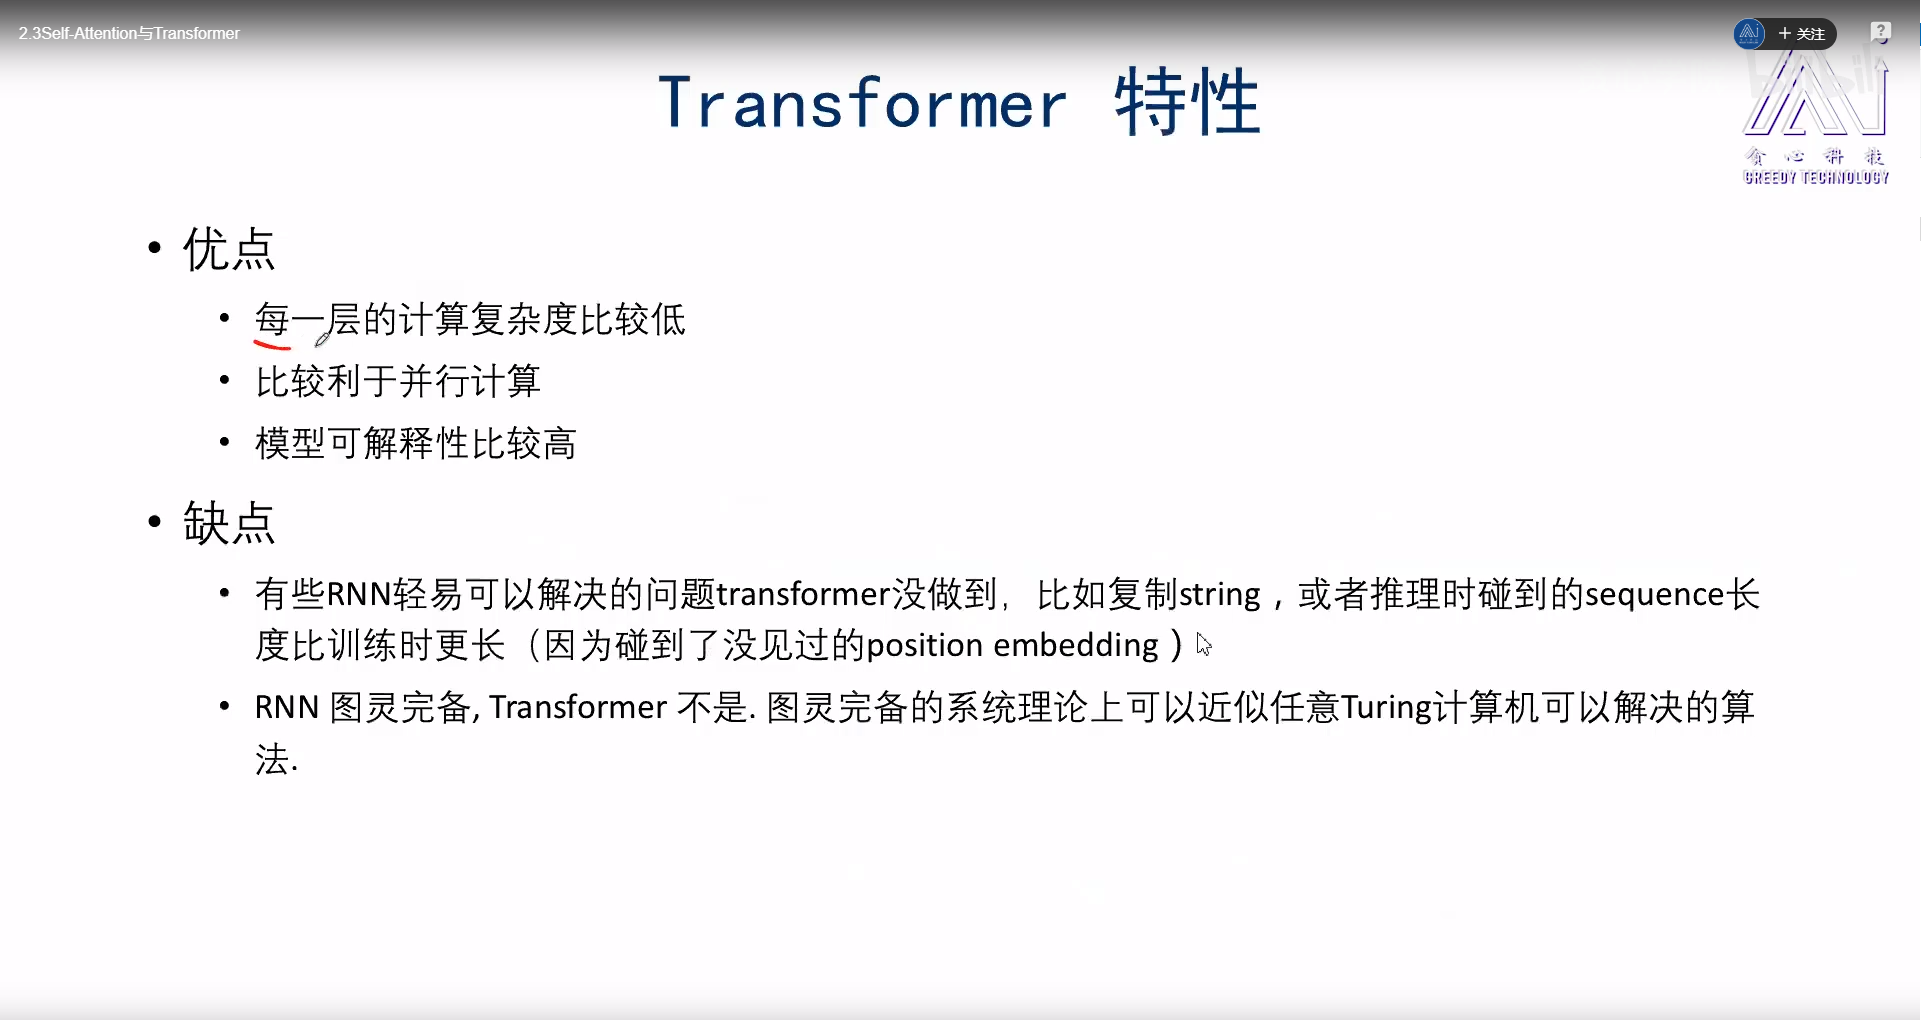 2.3Self-Attention与Transformer
+ 关注
Transformer 特性
贪心科技
GREEDY TECHNOLOGY
• 优点
• 每一层的计算复杂度比较低
• 比较利于并行计算
• 模型可解释性比较高
• 缺点
• 有些RNN轻易可以解决的问题transformer没做到，比如复制string，或者推理时碰到的sequence长
度比训练时更长（因为碰到了没见过的position embedding）
• RNN 图灵完备, Transformer 不是. 图灵完备的系统理论上可以近似任意Turing计算机可以解决的算
法.